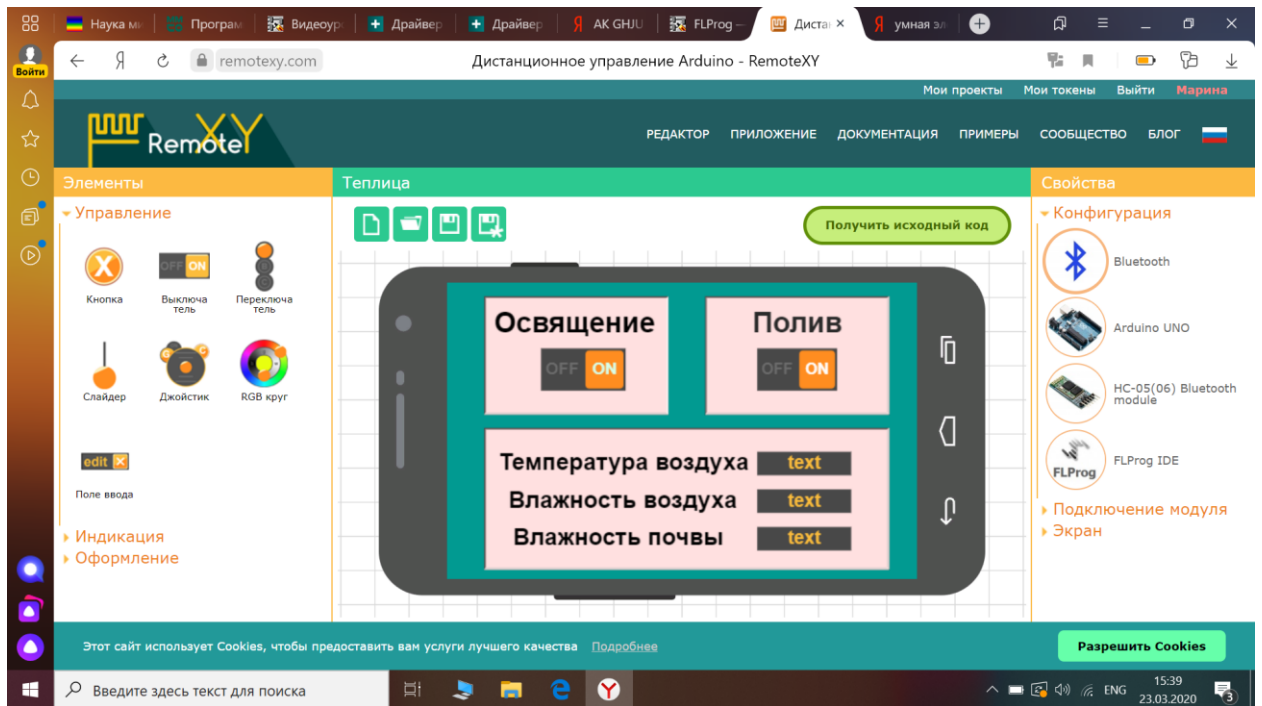 Наука ми
Програм
Видеоур
Драйвер
Драйвер
Я АК GHJU
FLProg —
Диста
Я умная эл
Войти
Я
remotexy.com
Дистанционное управление Arduino - RemoteXY
Мои проекты Мои токены Выйти Марина
RemoteXY
РЕДАКТОР ПРИЛОЖЕНИЕ ДОКУМЕНТАЦИЯ ПРИМЕРЫ СООБЩЕСТВО БЛОГ
Элементы
Теплица
Свойства
Управление
X
Кнопка
OFF ON
Выключа
тель
Переключа
тель
Слайдер
Джойстик
RGB круг
edit X
Поле ввода
Индикация
Оформление
Получить исходный код
Освящение
OFF ON
Полив
OFF ON
Температура воздуха text
Влажность воздуха text
Влажность почвы text
Конфигурация
Bluetooth
Arduino UNO
HC-05(06) Bluetooth
module
FLProg
FLProg IDE
Подключение модуля
Экран
Этот сайт использует Cookies, чтобы предоставить вам услуги лучшего качества Подробнее
Разрешить Cookies
Введите здесь текст для поиска
ENG
15:39
23.03.2020
3